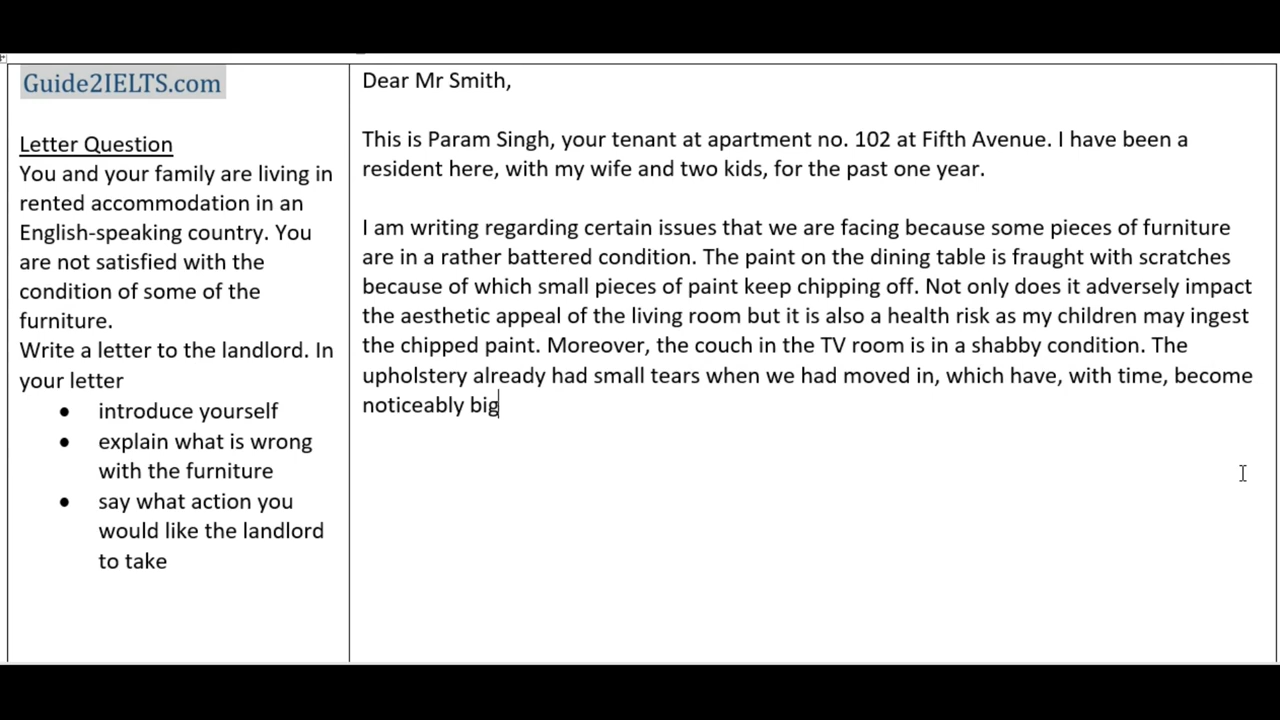 Guide2IELTS.com
Letter Question
You and your family are living in
rented accommodation in an
English-speaking country. You
are not satisfied with the
condition of some of the
furniture.
Write a letter to the landlord. In
your letter
• introduce yourself
• explain what is wrong
with the furniture
• say what action you
would like the landlord
to take
Dear Mr Smith,
This is Param Singh, your tenant at apartment no. 102 at Fifth Avenue. I have been a
resident here, with my wife and two kids, for the past one year.
I am writing regarding certain issues that we are facing because some pieces of furniture
are in a rather battered condition. The paint on the dining table is fraught with scratches
because of which small pieces of paint keep chipping off. Not only does it adversely impact
the aesthetic appeal of the living room but it is also a health risk as my children may ingest
the chipped paint. Moreover, the couch in the TV room is in a shabby condition. The
upholstery already had small tears when we had moved in, which have, with time, become
noticeably big